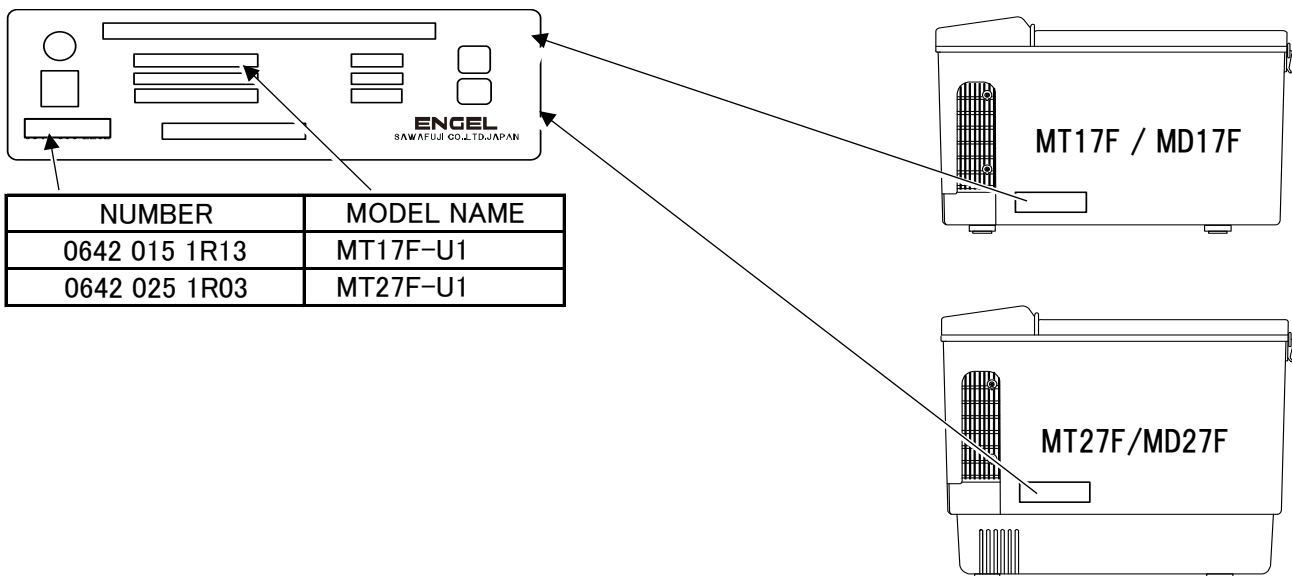 ENGEL
SAWAFUJI CO.,LTD.JAPAN
NUMBER MODEL NAME
0642 015 1R13 MT17F-U1
0642 025 1R03 MT27F-U1
MT17F / MD17F
MT27F/MD27F